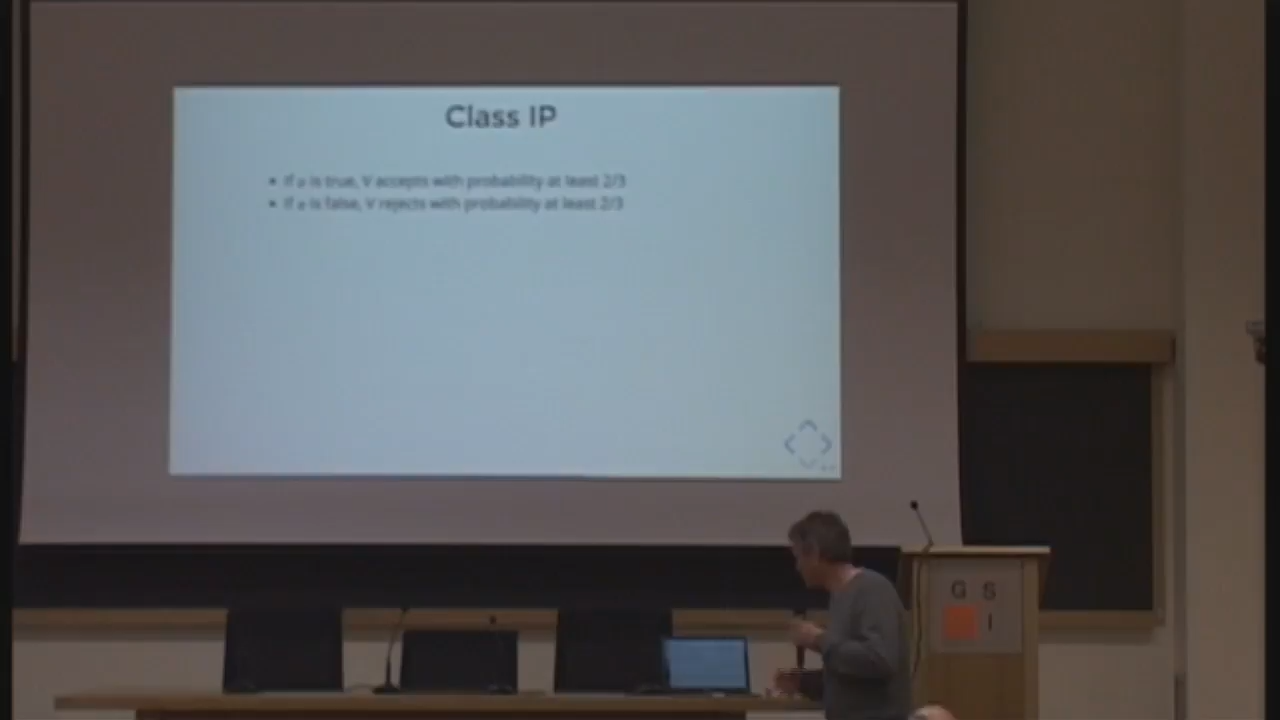 Class IP
• If is true, V accepts with probability at least 2/3
• If is false, V rejects with probability at least 2/3
G S
I